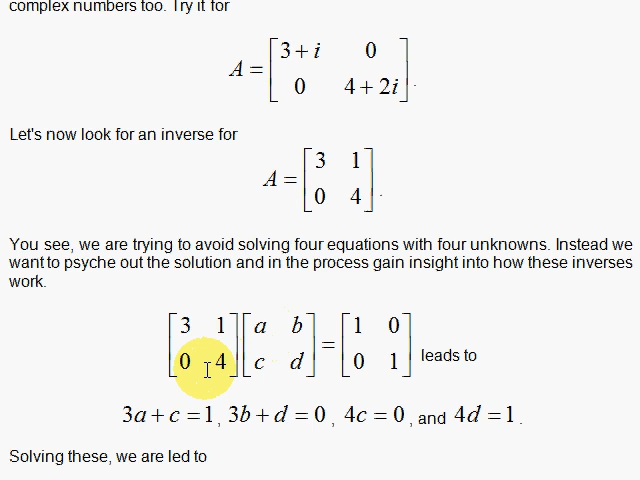 complex numbers too. Try it for
A = [3 + i 0
0 4 + 2i].
Let's now look for an inverse for
A = [3 1
0 4].
You see, we are trying to avoid solving four equations with four unknowns. Instead we
want to psyche out the solution and in the process gain insight into how these inverses
work.
[3 1 [a b = [1 0
0 4] c d] 0 1] leads to
3a + c = 1, 3b + d = 0, 4c = 0, and 4d = 1.
Solving these, we are led to